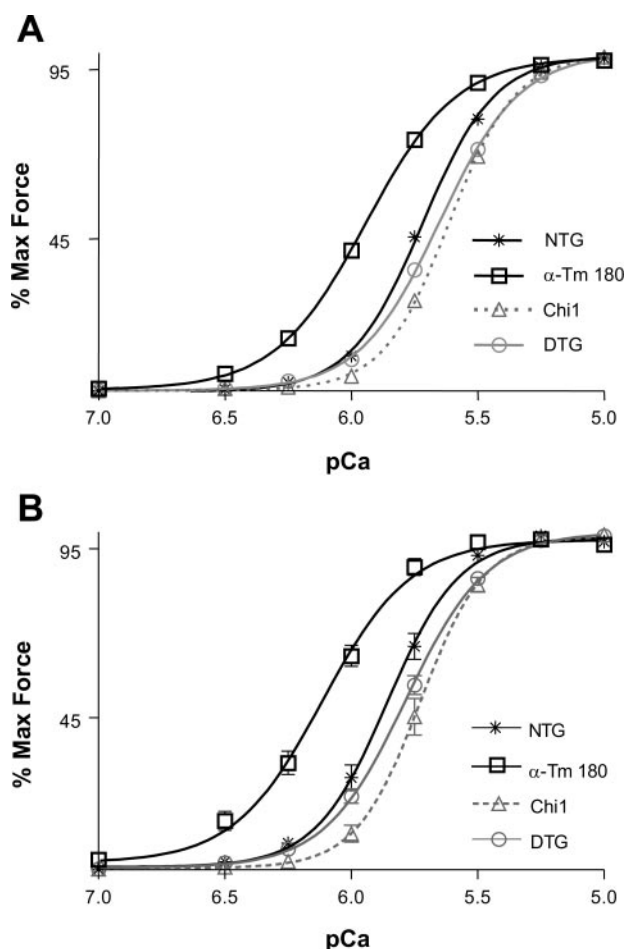 A
95
45
% Max Force
NTG
α-Tm 180
Chi1
DTG
7.0 6.5 6.0 5.5 5.0
pCa
B
95
45
% Max Force
NTG
α-Tm 180
Chi1
DTG
7.0 6.5 6.0 5.5 5.0
pCa